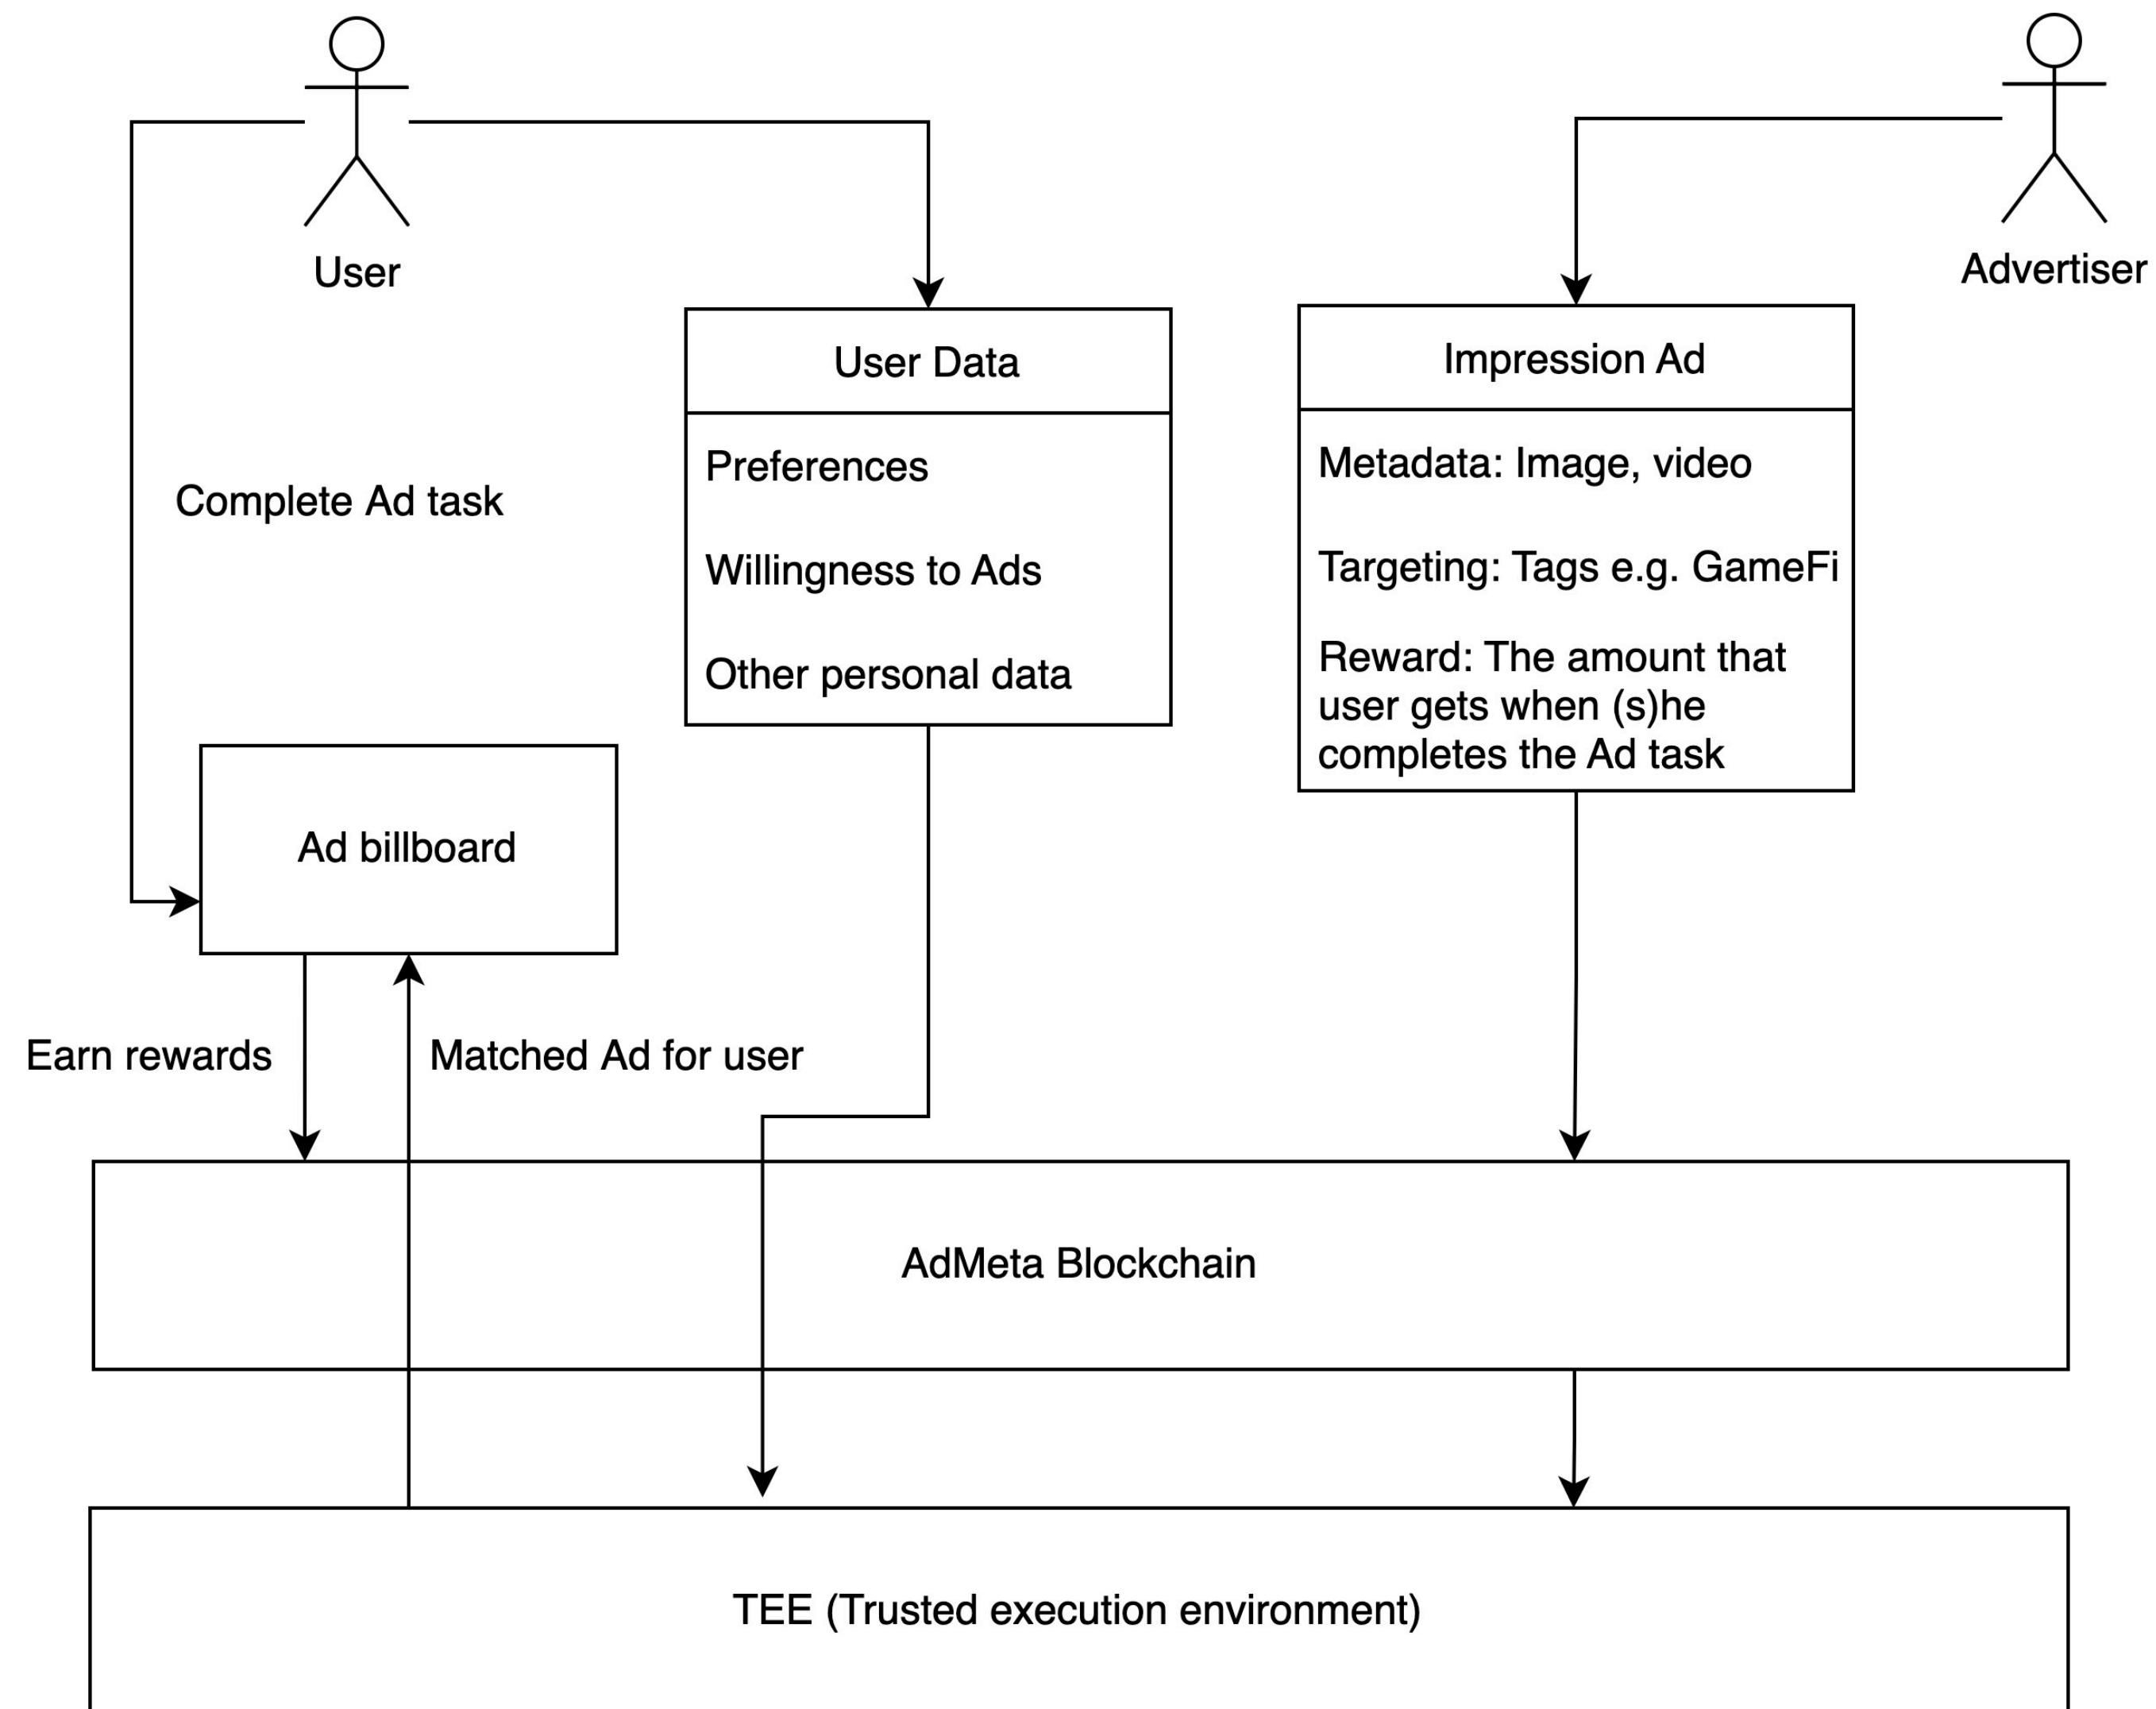 User
Advertiser
User Data
Preferences
Willingness to Ads
Other personal data
Impression Ad
Metadata: Image, video
Targeting: Tags e.g. GameFi
Reward: The amount that
user gets when (s)he
completes the Ad task
Complete Ad task
Ad billboard
Earn rewards
Matched Ad for user
AdMeta Blockchain
TEE (Trusted execution environment)